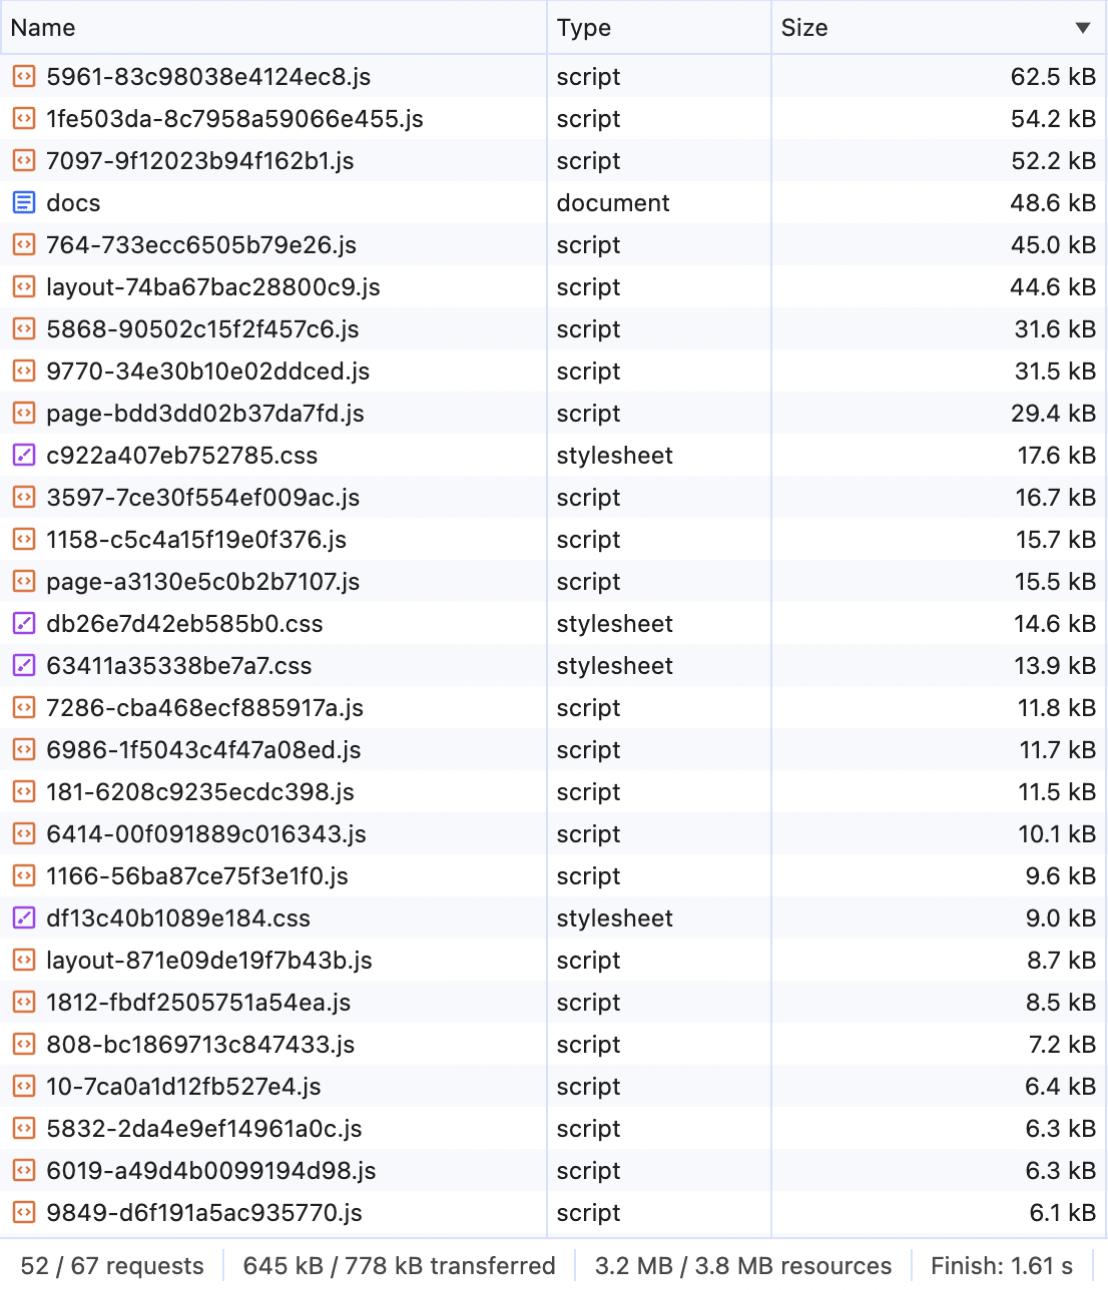 Name Type Size ▼
5961-83c98038e4124ec8.js script 62.5 kB
1fe503da-8c7958a59066e455.js script 54.2 kB
7097-9f12023b94f162b1.js script 52.2 kB
docs document 48.6 kB
764-733ecc6505b79e26.js script 45.0 kB
layout-74ba67bac28800c9.js script 44.6 kB
5868-90502c15f2f457c6.js script 31.6 kB
9770-34e30b10e02ddced.js script 31.5 kB
page-bdd3dd02b37da7fd.js script 29.4 kB
c922a407eb752785.css stylesheet 17.6 kB
3597-7ce30f554ef009ac.js script 16.7 kB
1158-c5c4a15f19e0f376.js script 15.7 kB
page-a3130e5c0b2b7107.js script 15.5 kB
db26e7d42eb585b0.css stylesheet 14.6 kB
63411a35338be7a7.css stylesheet 13.9 kB
7286-cba468ecf885917a.js script 11.8 kB
6986-1f5043c4f47a08ed.js script 11.7 kB
181-6208c9235ecdc398.js script 11.5 kB
6414-00f091889c016343.js script 10.1 kB
1166-56ba87ce75f3e1f0.js script 9.6 kB
df13c40b1089e184.css stylesheet 9.0 kB
layout-871e09de19f7b43b.js script 8.7 kB
1812-fbdf2505751a54ea.js script 8.5 kB
808-bc1869713c847433.js script 7.2 kB
10-7ca0a1d12fb527e4.js script 6.4 kB
5832-2da4e9ef14961a0c.js script 6.3 kB
6019-a49d4b0099194d98.js script 6.3 kB
9849-d6f191a5ac935770.js script 6.1 kB
52 / 67 requests 645 kB / 778 kB transferred 3.2 MB / 3.8 MB resources Finish: 1.61 s